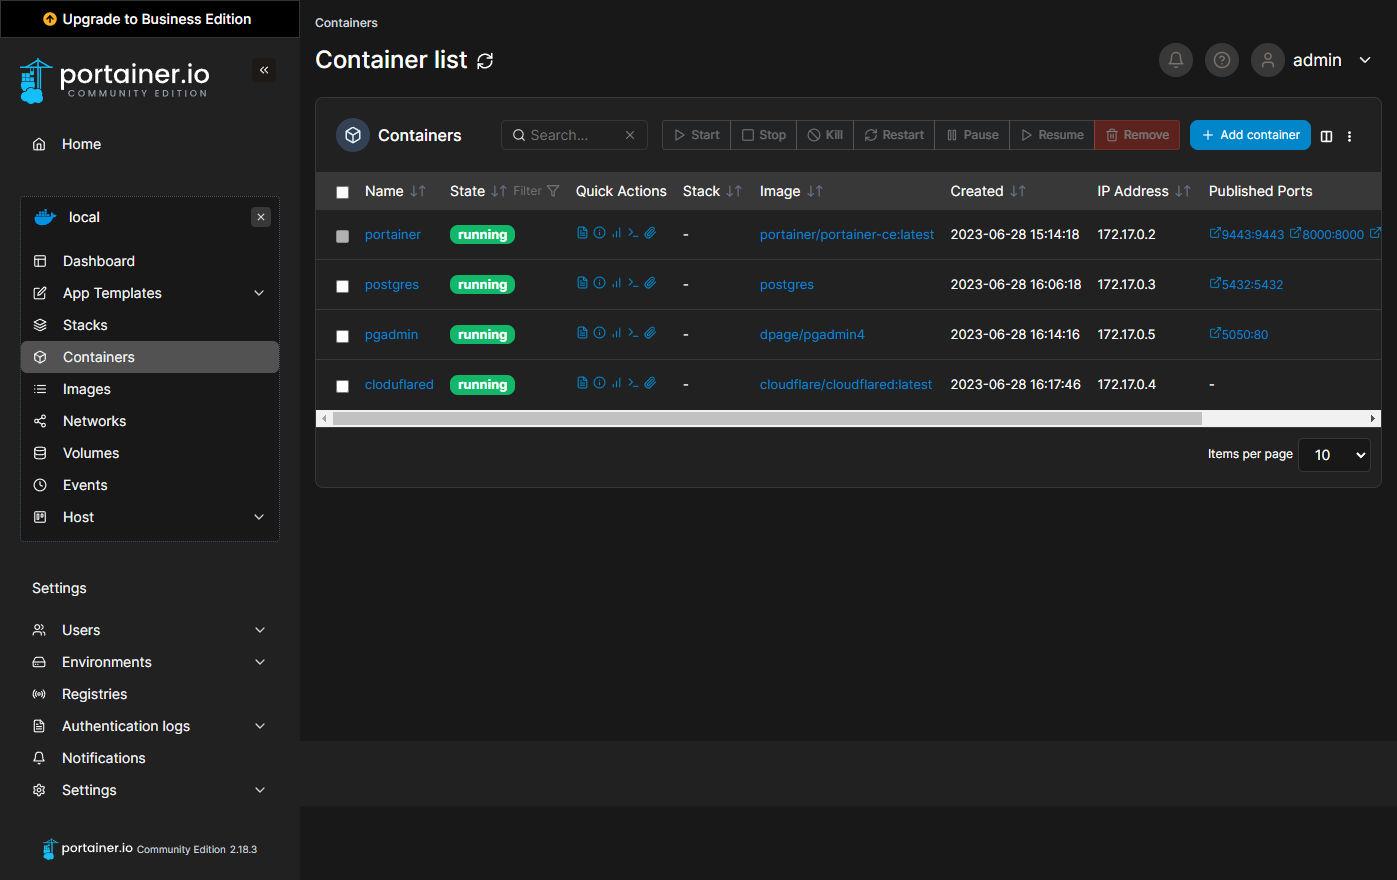 Upgrade to Business Edition
portainer.io
COMMUNITY EDITION
Home
local
Dashboard
App Templates
Stacks
Containers
Images
Networks
Volumes
Events
Host
Settings
Users
Environments
Registries
Authentication logs
Notifications
Settings
portainer.io Community Edition 2.18.3
Containers
Container list
admin
Containers Search... Start Stop Kill Restart Pause Resume Remove Add container
Name State Filter Quick Actions Stack Image Created IP Address Published Ports
portainer running - portainer/portainer-ce:latest 2023-06-28 15:14:18 172.17.0.2 9443:9443 8000:8000
postgres running - postgres 2023-06-28 16:06:18 172.17.0.3 5432:5432
pgadmin running - dpage/pgadmin4 2023-06-28 16:14:16 172.17.0.5 5050:80
cloduflared running - cloudflare/cloudflared:latest 2023-06-28 16:17:46 172.17.0.4 -
Items per page 10